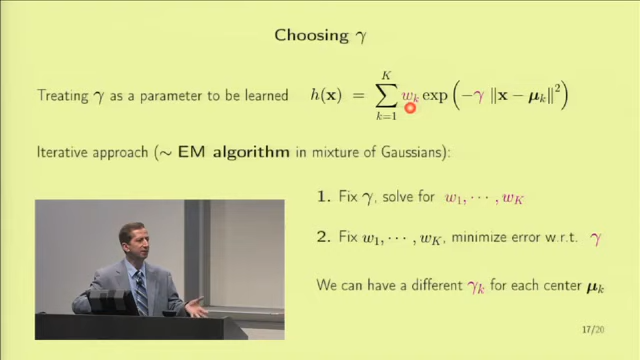 Choosing γ
Treating γ as a parameter to be learned h(x) = ∑_{k=1}^{K} w_k exp(−γ ‖x − μ_k‖²)
Iterative approach (∼ EM algorithm in mixture of Gaussians):
1. Fix γ, solve for w₁, ⋯ , w_K
2. Fix w₁, ⋯ , w_K, minimize error w.r.t. γ
We can have a different γ_k for each center μ_k
17/20